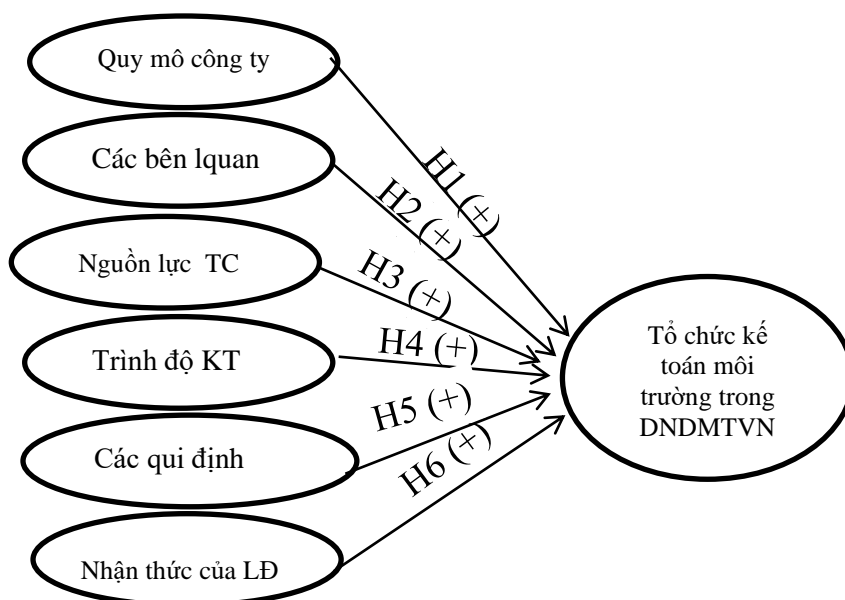 Quy mô công ty
H1 (+)
Các bên lquan
H2 (+)
Nguồn lực TC
H3 (+)
Trình độ KT
H4 (+)
Các qui định
H5 (+)
Nhận thức của LĐ
H6 (+)
Tổ chức kế
toán môi
trường trong
DNDMTVN